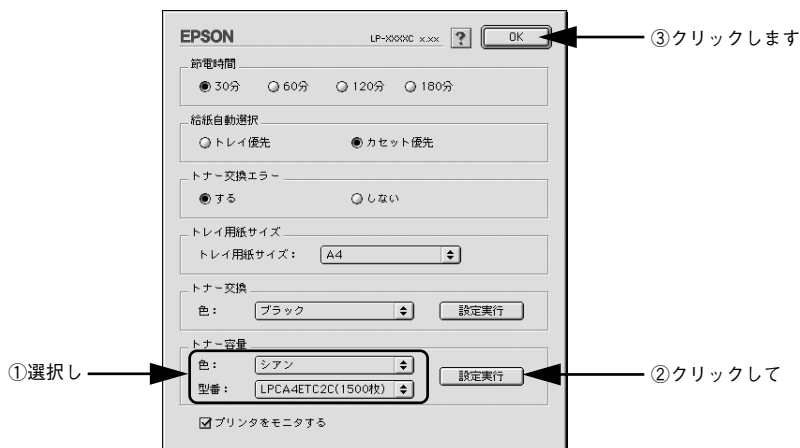 EPSON LP-XXXXC x.xx ? OK
③クリックします
節電時間
30分 60分 120分 180分
給紙自動選択
トレイ優先 カセット優先
トナー交換エラー
する しない
トレイ用紙サイズ
トレイ用紙サイズ： A4
トナー交換
色： ブラック 設定実行
トナー容量
色： シアン
①選択し
型番： LPCA4ETC2C(1500枚) 設定実行
②クリックして
プリンタをモニタする